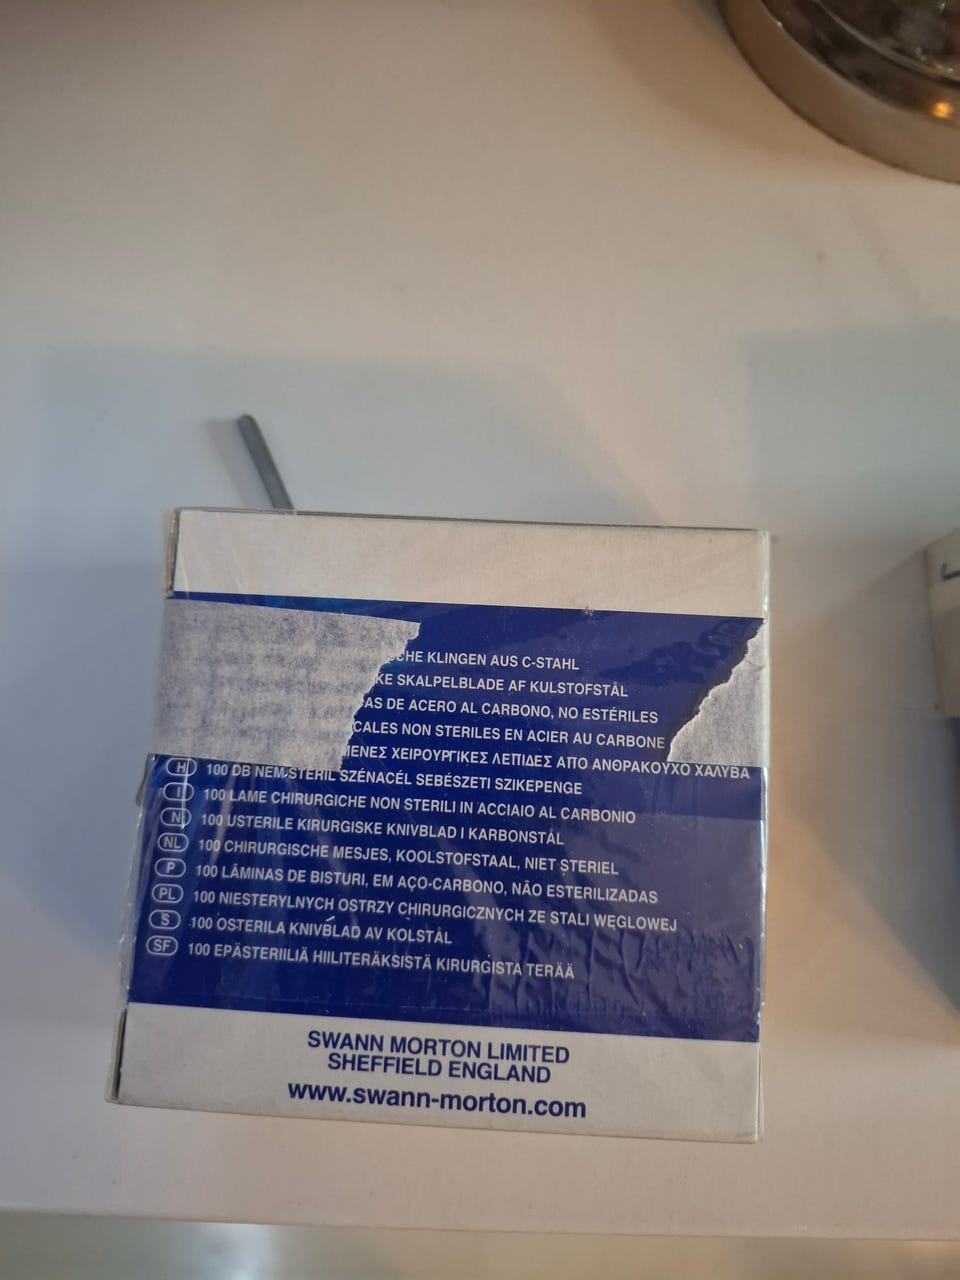 CHE KLINGEN AUS C-STAHL
KE SKALPELBLADE AF KULSTOFSTÅL
AS DE ACERO AL CARBONO, NO ESTÉRILES
CALES NON STERILES EN ACIER AU CARBONE
ΜΕΝΕΣ ΧΕΙΡΟΥΡΓΙΚΕΣ ΛΕΠΙΔΕΣ ΑΠΟ ΑΝΘΡΑΚΟΥΧΟ ΧΑΛΥΒΑ
H 100 DB NEM STERIL SZÉNACÉL SEBÉSZETI SZIKEPENGE
I 100 LAME CHIRURGICHE NON STERILI IN ACCIAIO AL CARBONIO
N 100 USTERILE KIRURGISKE KNIVBLAD I KARBONSTÅL
NL 100 CHIRURGISCHE MESJES, KOOLSTOFSTAAL, NIET STERIEL
P 100 LÂMINAS DE BISTURI, EM AÇO-CARBONO, NÃO ESTERILIZADAS
PL 100 NIESTERYLNYCH OSTRZY CHIRURGICZNYCH ZE STALI WĘGLOWEJ
S 100 OSTERILA KNIVBLAD AV KOLSTÅL
SF 100 EPÄSTERIILIÄ HIILITERÄKSISTÄ KIRURGISTA TERÄÄ
SWANN MORTON LIMITED
SHEFFIELD ENGLAND
www.swann-morton.com